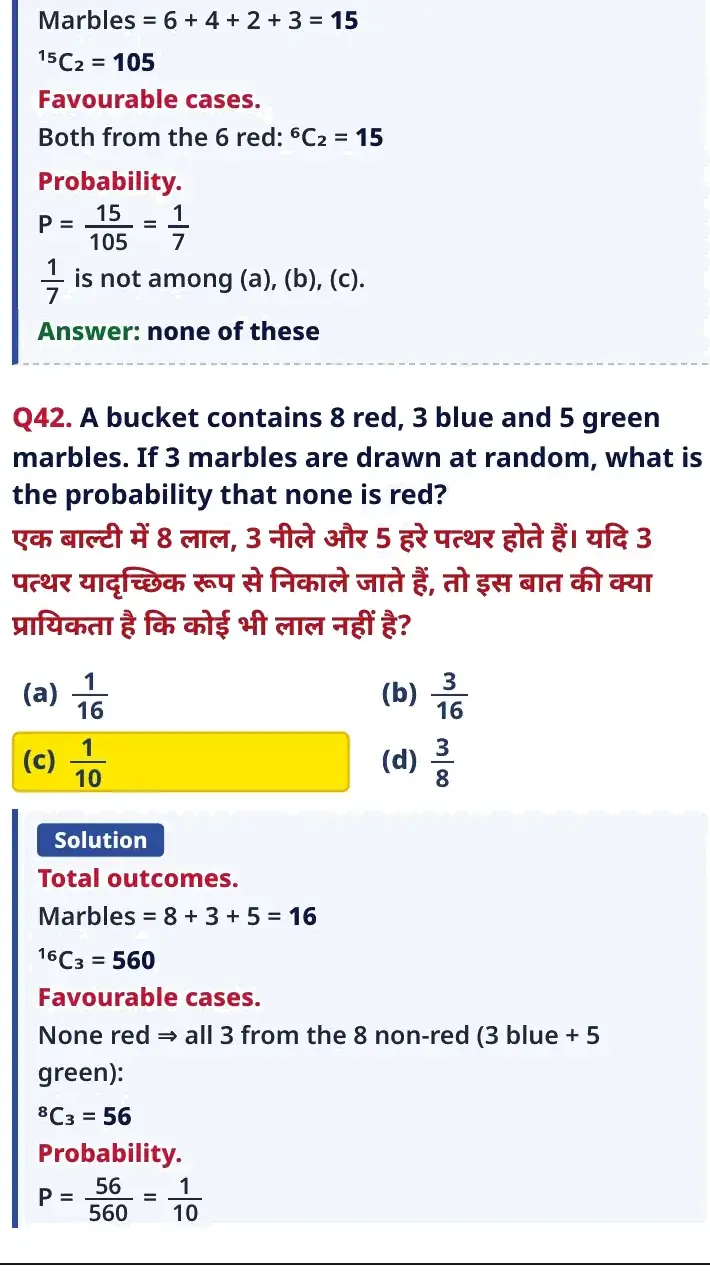 Marbles = 6 + 4 + 2 + 3 = 15
¹⁵C₂ = 105
Favourable cases.
Both from the 6 red: ⁶C₂ = 15
Probability.
P = 15/105 = 1/7
1/7 is not among (a), (b), (c).
Answer: none of these
Q42. A bucket contains 8 red, 3 blue and 5 green
marbles. If 3 marbles are drawn at random, what is
the probability that none is red?
एक बाल्टी में 8 लाल, 3 नीले और 5 हरे पत्थर होते हैं। यदि 3
पत्थर यादृच्छिक रूप से निकाले जाते हैं, तो इस बात की क्या
प्रायिकता है कि कोई भी लाल नहीं है?
(a) 1/16 (b) 3/16
(c) 1/10 (d) 3/8
Solution
Total outcomes.
Marbles = 8 + 3 + 5 = 16
¹⁶C₃ = 560
Favourable cases.
None red ⇒ all 3 from the 8 non-red (3 blue + 5
green):
⁸C₃ = 56
Probability.
P = 56/560 = 1/10